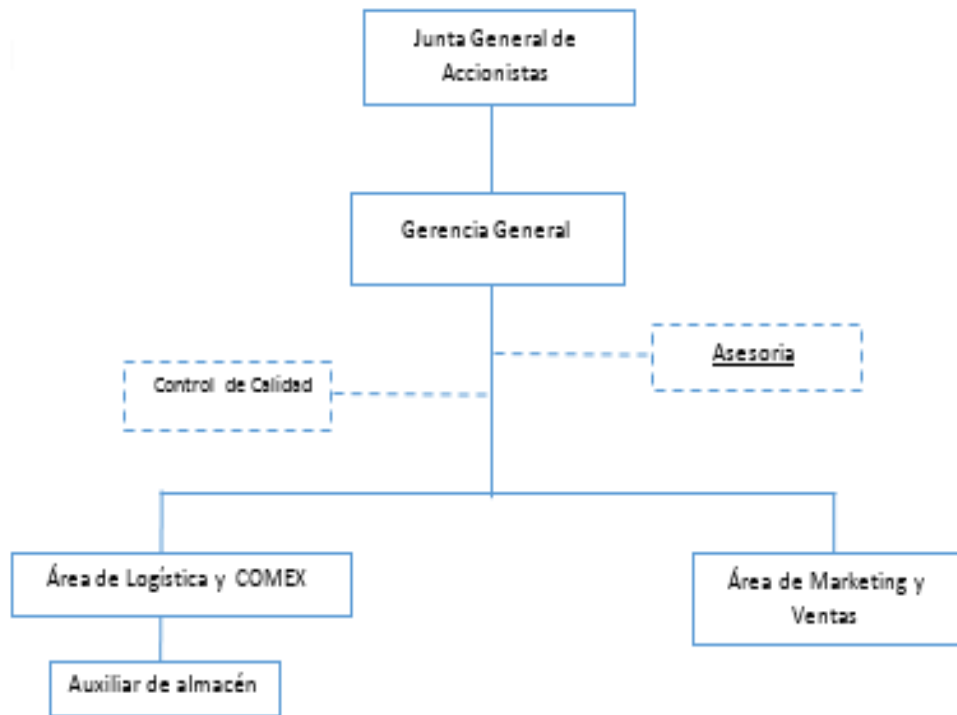 Junta General de
Accionistas
Gerencia General
Asesoria
Control de Calidad
Área de Logística y COMEX
Área de Marketing y
Ventas
Auxiliar de almacén